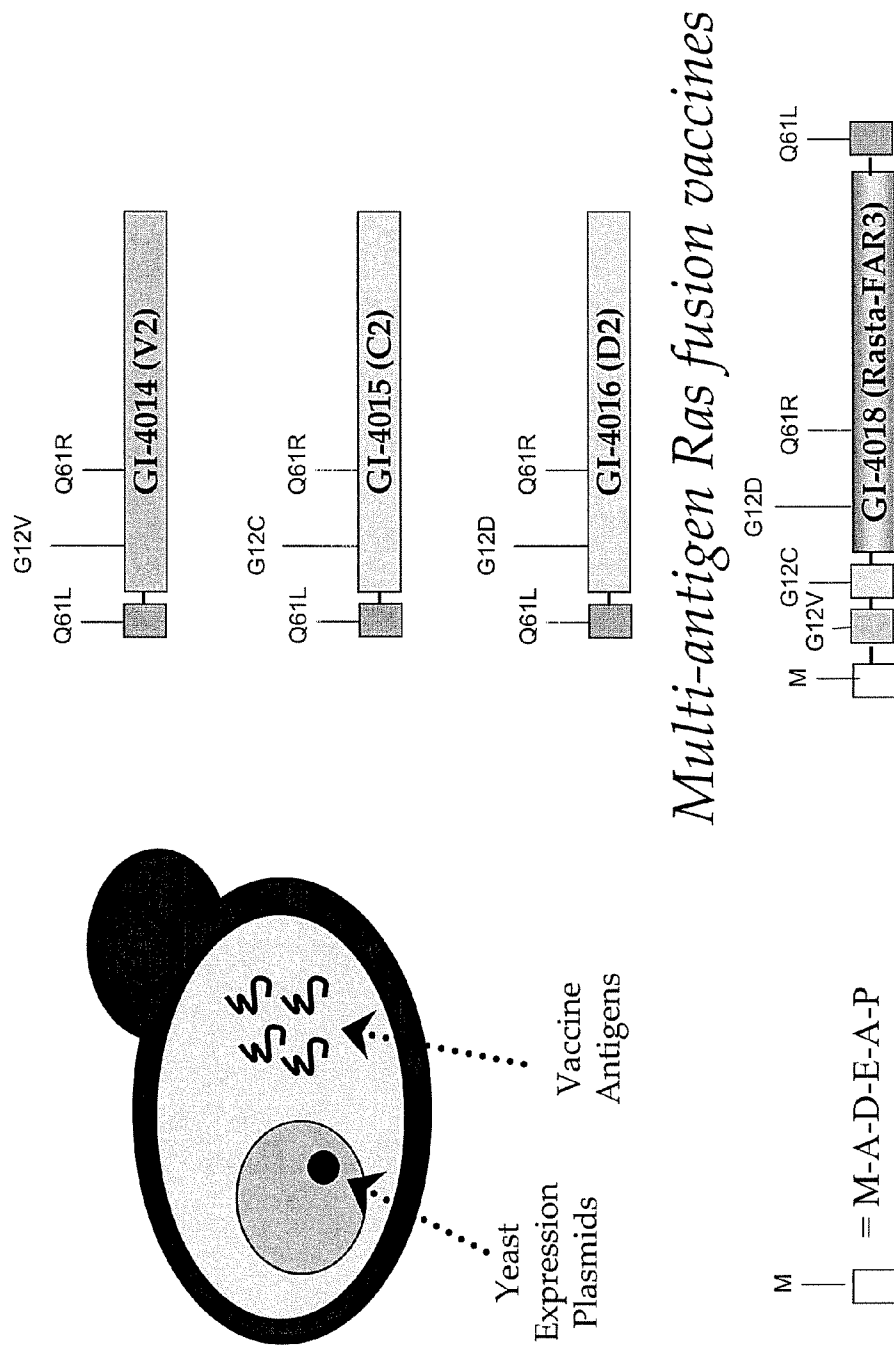 Yeast
Expression
Plasmids
Vaccine
Antigens
Q61L
G12V
Q61R
GI-4014 (V2)
Q61L
G12C
Q61R
GI-4015 (C2)
Q61L
G12D
Q61R
GI-4016 (D2)
Multi-antigen Ras fusion vaccines
M
G12V
G12C
G12D
Q61R
Q61L
GI-4018 (Rasta-FAR3)
M
= M-A-D-E-A-P